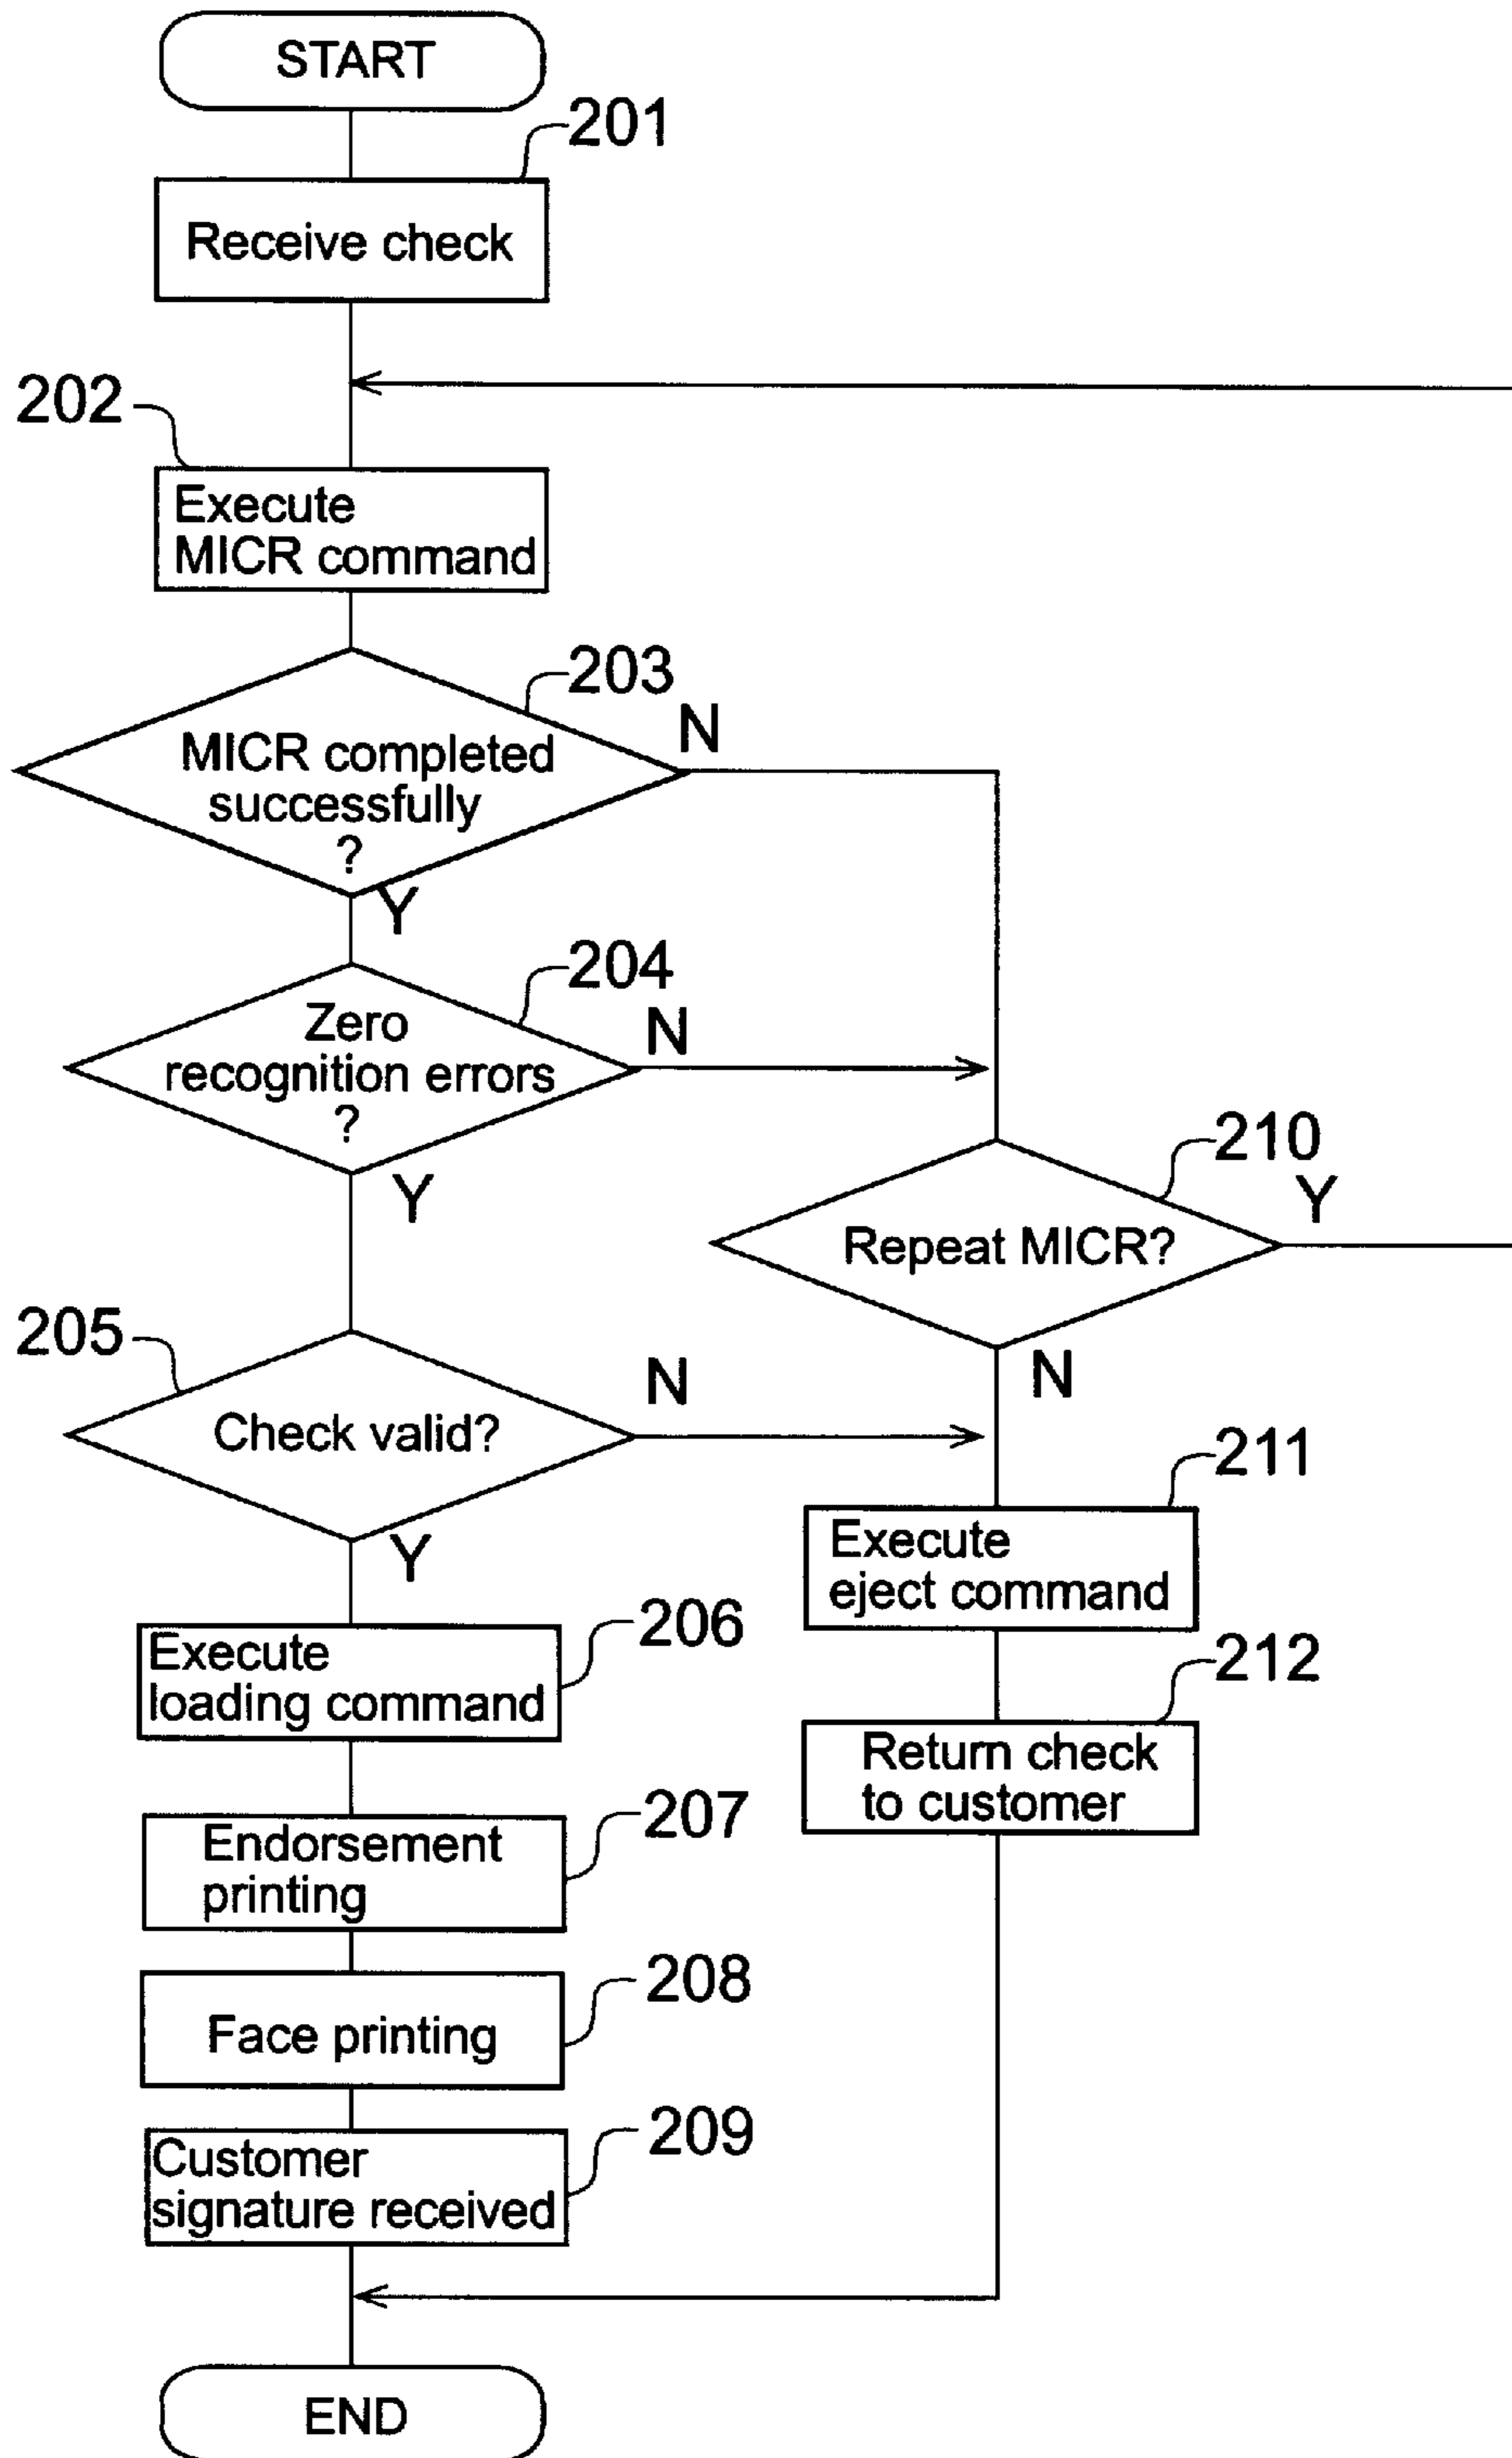 START
201
Receive check
202
Execute
MICR command
203
MICR completed
successfully
?
N
Y
204
Zero
recognition errors
?
N
Y
210
Repeat MICR?
Y
N
205
Check valid?
N
Y
211
Execute
eject command
206
Execute
loading command
212
Return check
to customer
207
Endorsement
printing
208
Face printing
209
Customer
signature received
END